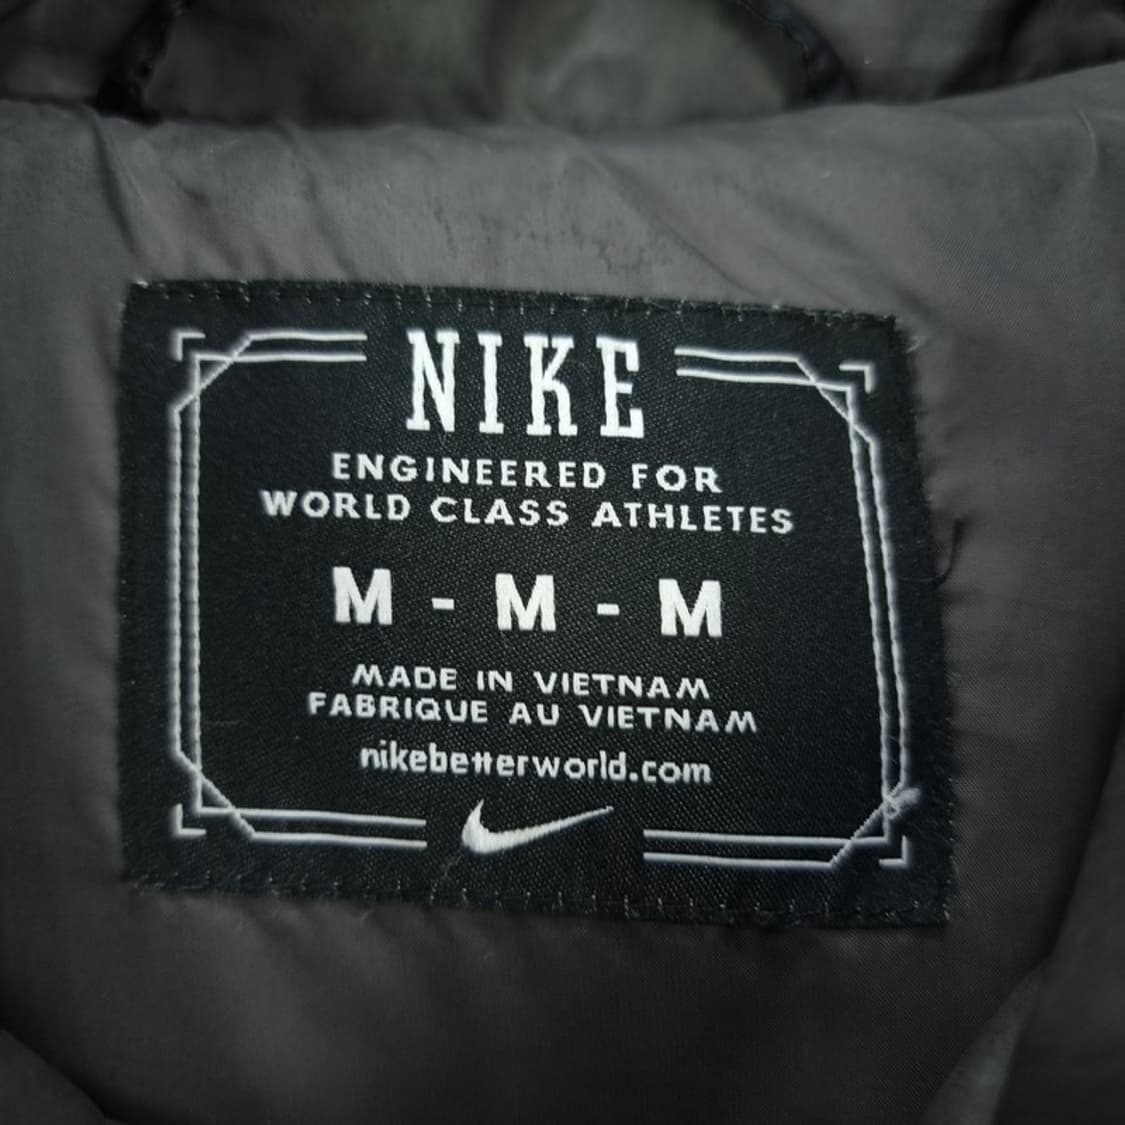 NIKE
ENGINEERED FOR
WORLD CLASS ATHLETES
M - M - M
MADE IN VIETNAM
FABRIQUE AU VIETNAM
nikebetterworld.com